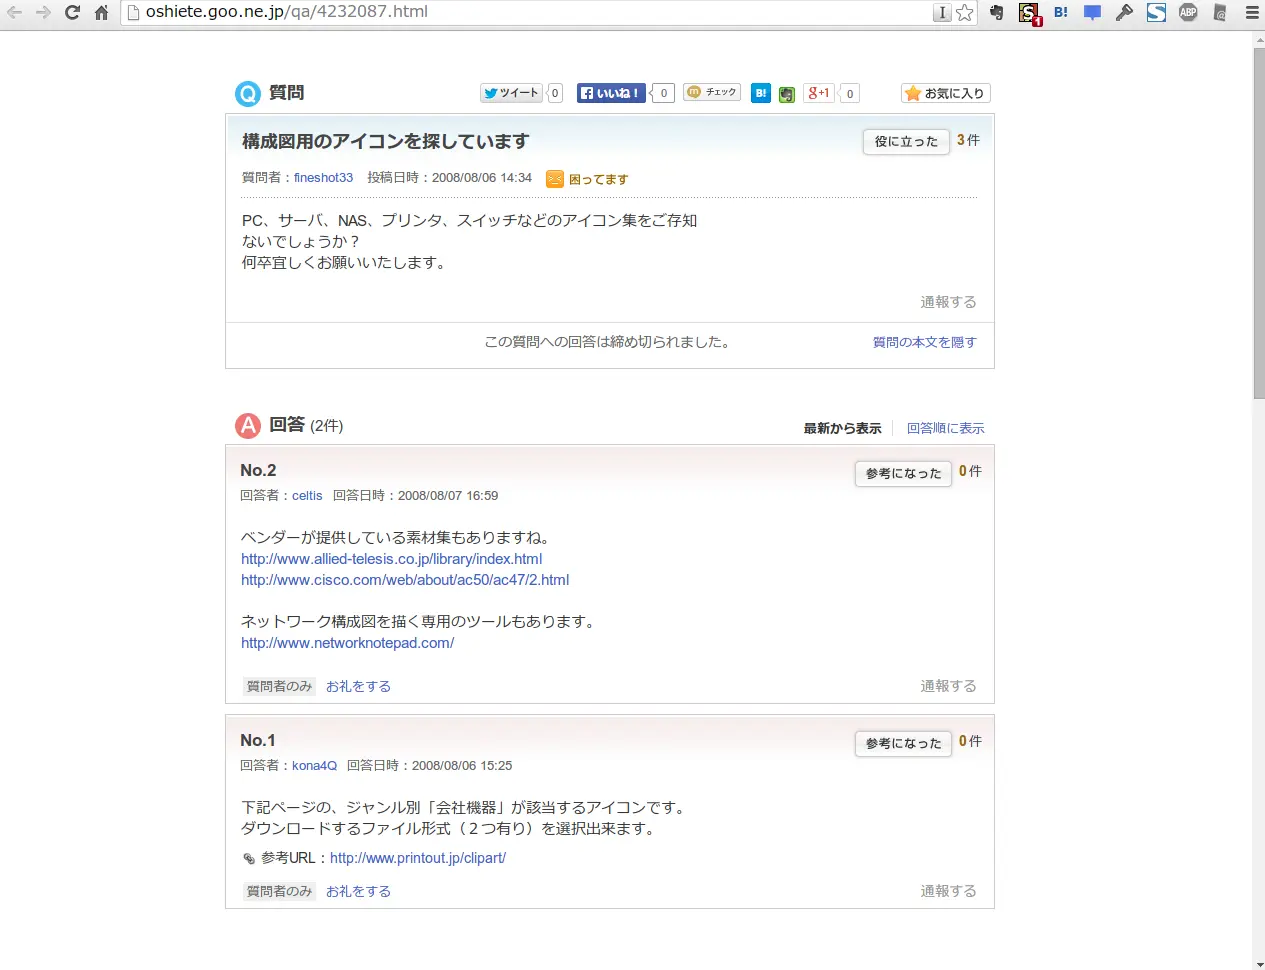 oshiete.goo.ne.jp/qa/4232087.html
質問
ツイート 0 いいね! 0 チェック B! g+1 0 お気に入り
構成図用のアイコンを探しています
役に立った 3件
質問者:fineshot33 投稿日時:2008/08/06 14:34 困ってます
PC、サーバ、NAS、プリンタ、スイッチなどのアイコン集をご存知
ないでしょうか?
何卒宜しくお願いいたします。
通報する
この質問への回答は締め切られました。 質問の本文を隠す
回答 (2件)
最新から表示 回答順に表示
No.2
参考になった 0件
回答者:celtis 回答日時:2008/08/07 16:59
ベンダーが提供している素材集もありますね。
http://www.allied-telesis.co.jp/library/index.html
http://www.cisco.com/web/about/ac50/ac47/2.html
ネットワーク構成図を描く専用のツールもあります。
http://www.networknotepad.com/
質問者のみ お礼をする 通報する
No.1
参考になった 0件
回答者:kona4Q 回答日時:2008/08/06 15:25
下記ページの、ジャンル別「会社機器」が該当するアイコンです。
ダウンロードするファイル形式(2つ有り)を選択出来ます。
参考URL:http://www.printout.jp/clipart/
質問者のみ お礼をする 通報する